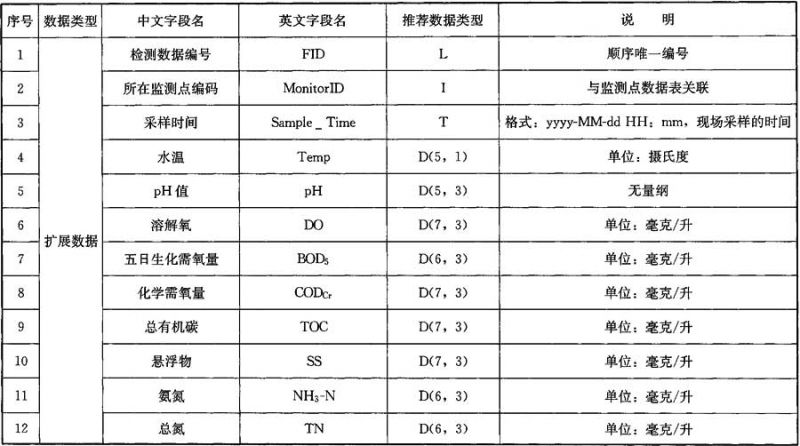 序号 数据类型 中文字段名 英文字段名 推荐数据类型 说 明
1 检测数据编号 FID L 顺序唯一编号
2 所在监测点编码 MonitorID I 与监测点数据表关联
3 采样时间 Sample_Time T 格式：yyyy-MM-dd HH：mm，现场采样的时间
4 水温 Temp D(5，1) 单位：摄氏度
5 pH值 pH D(5，3) 无量纲
6 溶解氧 DO D(7，3) 单位：毫克/升
扩展数据
7 五日生化需氧量 BOD₅ D(6，3) 单位：毫克/升
8 化学需氧量 CODCr D(7，3) 单位：毫克/升
9 总有机碳 TOC D(7，3) 单位：毫克/升
10 悬浮物 SS D(7，3) 单位：毫克/升
11 氨氮 NH₃-N D(6，3) 单位：毫克/升
12 总氮 TN D(6，3) 单位：毫克/升